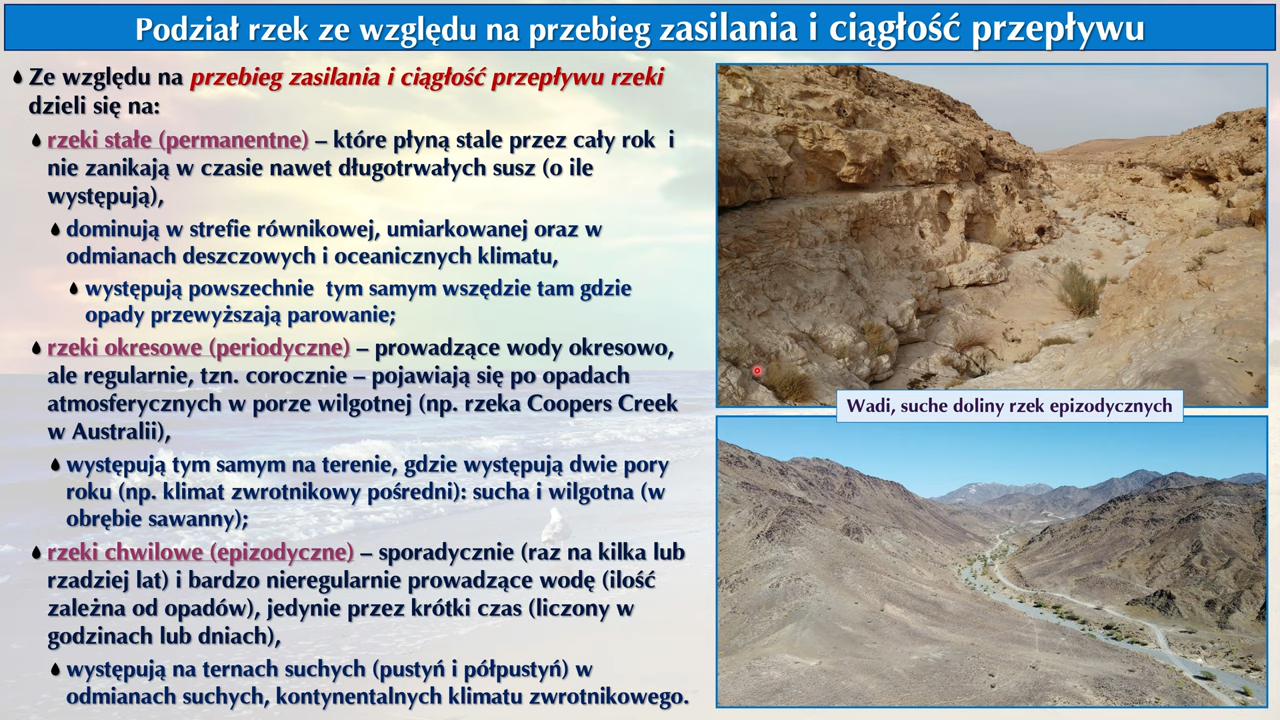 Podział rzek ze względu na przebieg zasilania i ciągłość przepływu
Ze względu na przebieg zasilania i ciągłość przepływu rzeki
dzieli się na:
rzeki stałe (permanentne) – które płyną stale przez cały rok i
nie zanikają w czasie nawet długotrwałych susz (o ile
występują),
dominują w strefie równikowej, umiarkowanej oraz w
odmianach deszczowych i oceanicznych klimatu,
występują powszechnie tym samym wszędzie tam gdzie
opady przewyższają parowanie;
rzeki okresowe (periodyczne) – prowadzące wody okresowo,
ale regularnie, tzn. corocznie – pojawiają się po opadach
atmosferycznych w porze wilgotnej (np. rzeka Coopers Creek
w Australii),
występują tym samym na terenie, gdzie występują dwie pory
roku (np. klimat zwrotnikowy pośredni): sucha i wilgotna (w
obrębie sawanny);
rzeki chwilowe (epizodyczne) – sporadycznie (raz na kilka lub
rzadziej lat) i bardzo nieregularnie prowadzące wodę (ilość
zależna od opadów), jedynie przez krótki czas (liczony w
godzinach lub dniach),
występują na ternach suchych (pustyń i półpustyń) w
odmianach suchych, kontynentalnych klimatu zwrotnikowego.
Wadi, suche doliny rzek epizodycznych